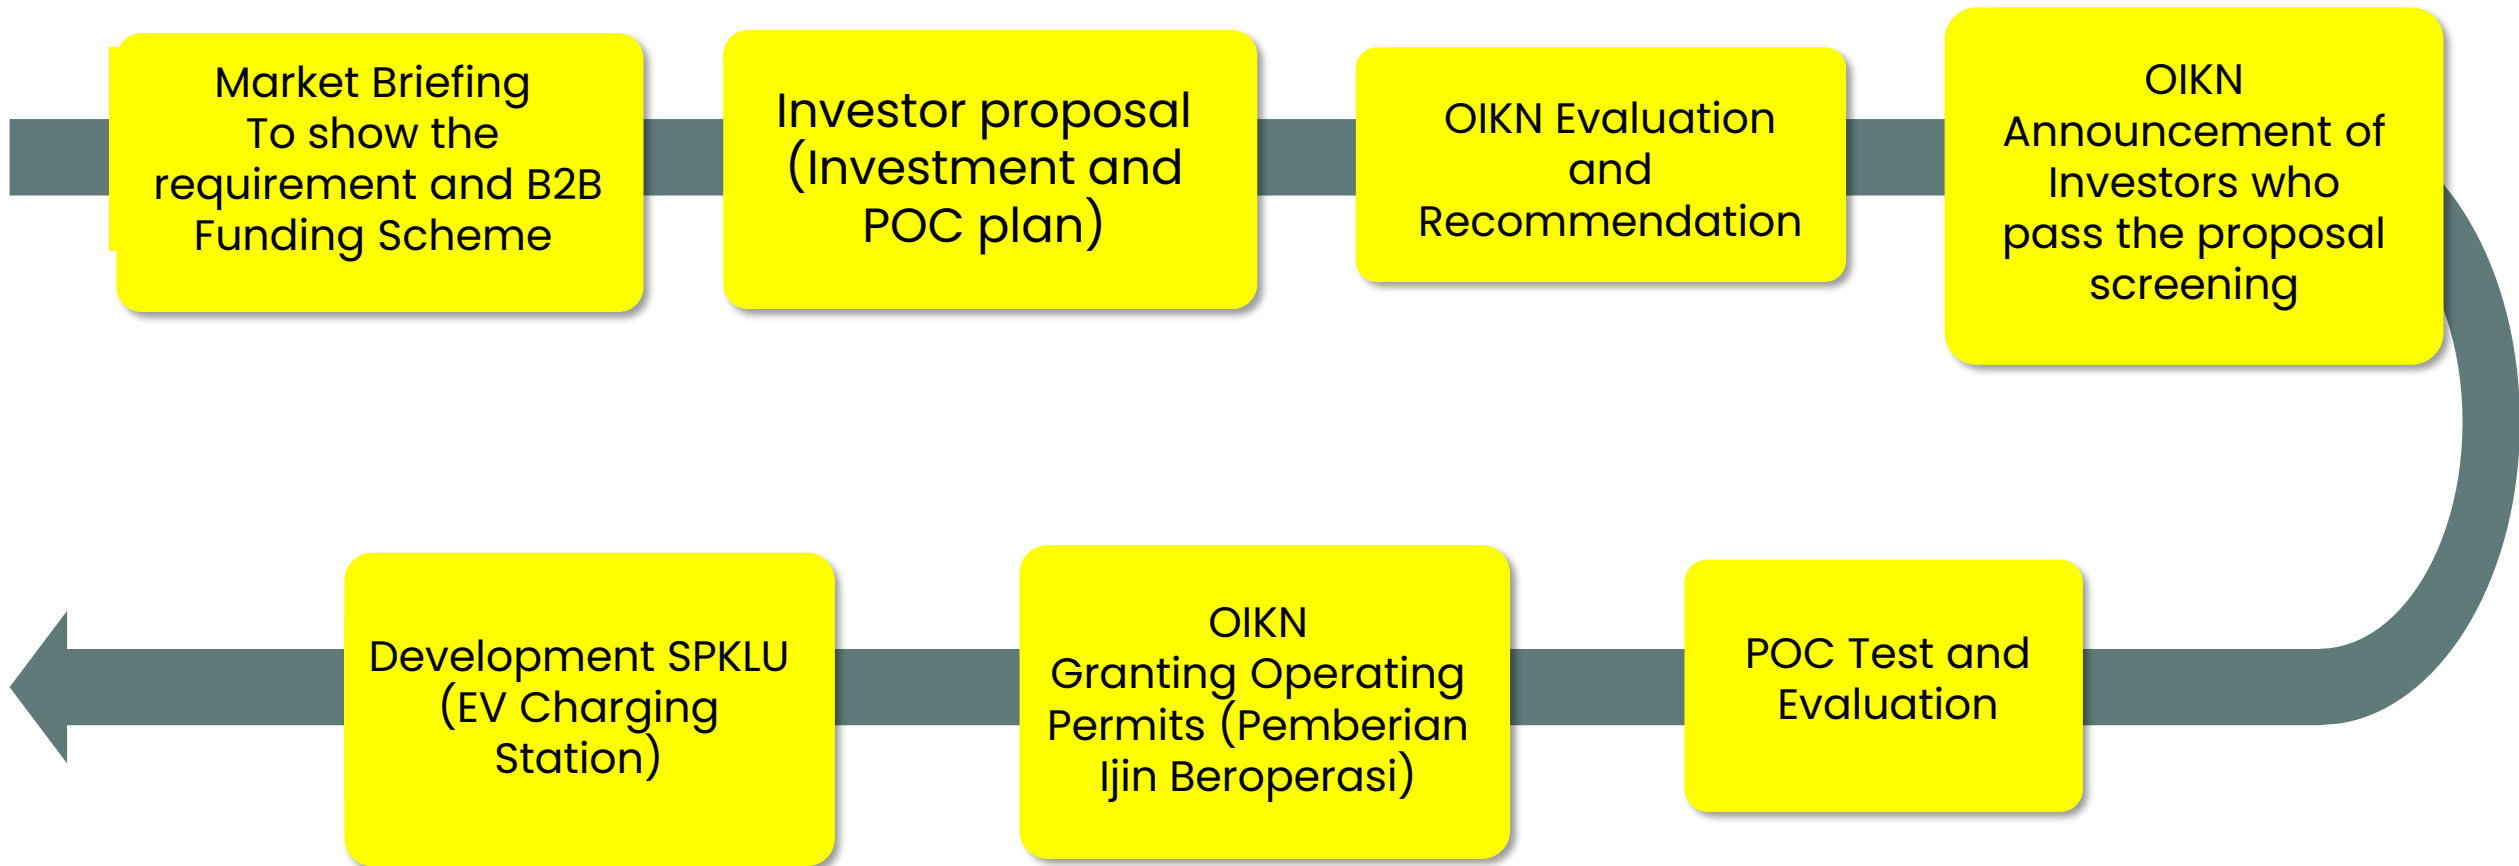 Market Briefing
To show the
requirement and B2B
Funding Scheme
Investor proposal
(Investment and
POC plan)
OIKN Evaluation
and
Recommendation
OIKN
Announcement of
Investors who
pass the proposal
screening
POC Test and
Evaluation
OIKN
Granting Operating
Permits (Pemberian
Ijin Beroperasi)
Development SPKLU
(EV Charging
Station)